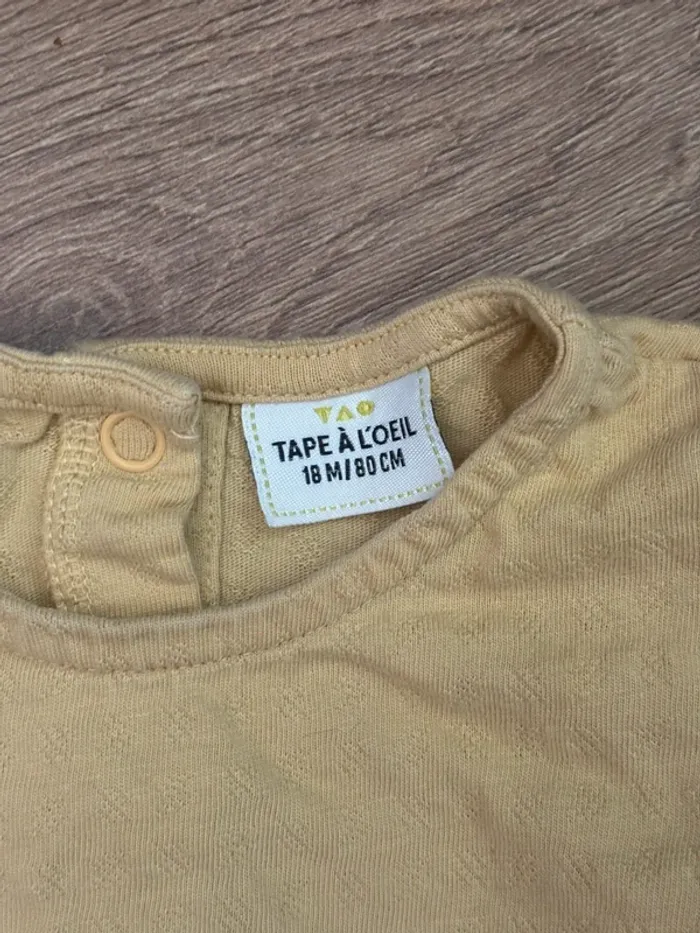 TAO
TAPE À L'OEIL
18 M/80 CM